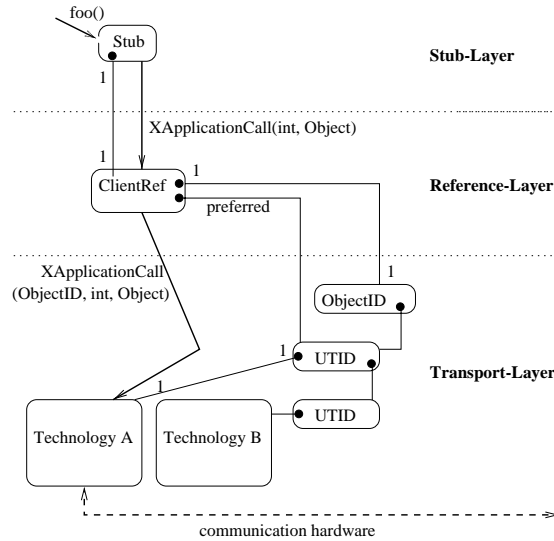 foo()
Stub
Stub-Layer
1
XApplicationCall(int, Object)
1
1
ClientRef
Reference-Layer
preferred
XApplicationCall
(ObjectID, int, Object)
1
ObjectID
1
UTID
Transport-Layer
1
Technology A
Technology B
UTID
communication hardware